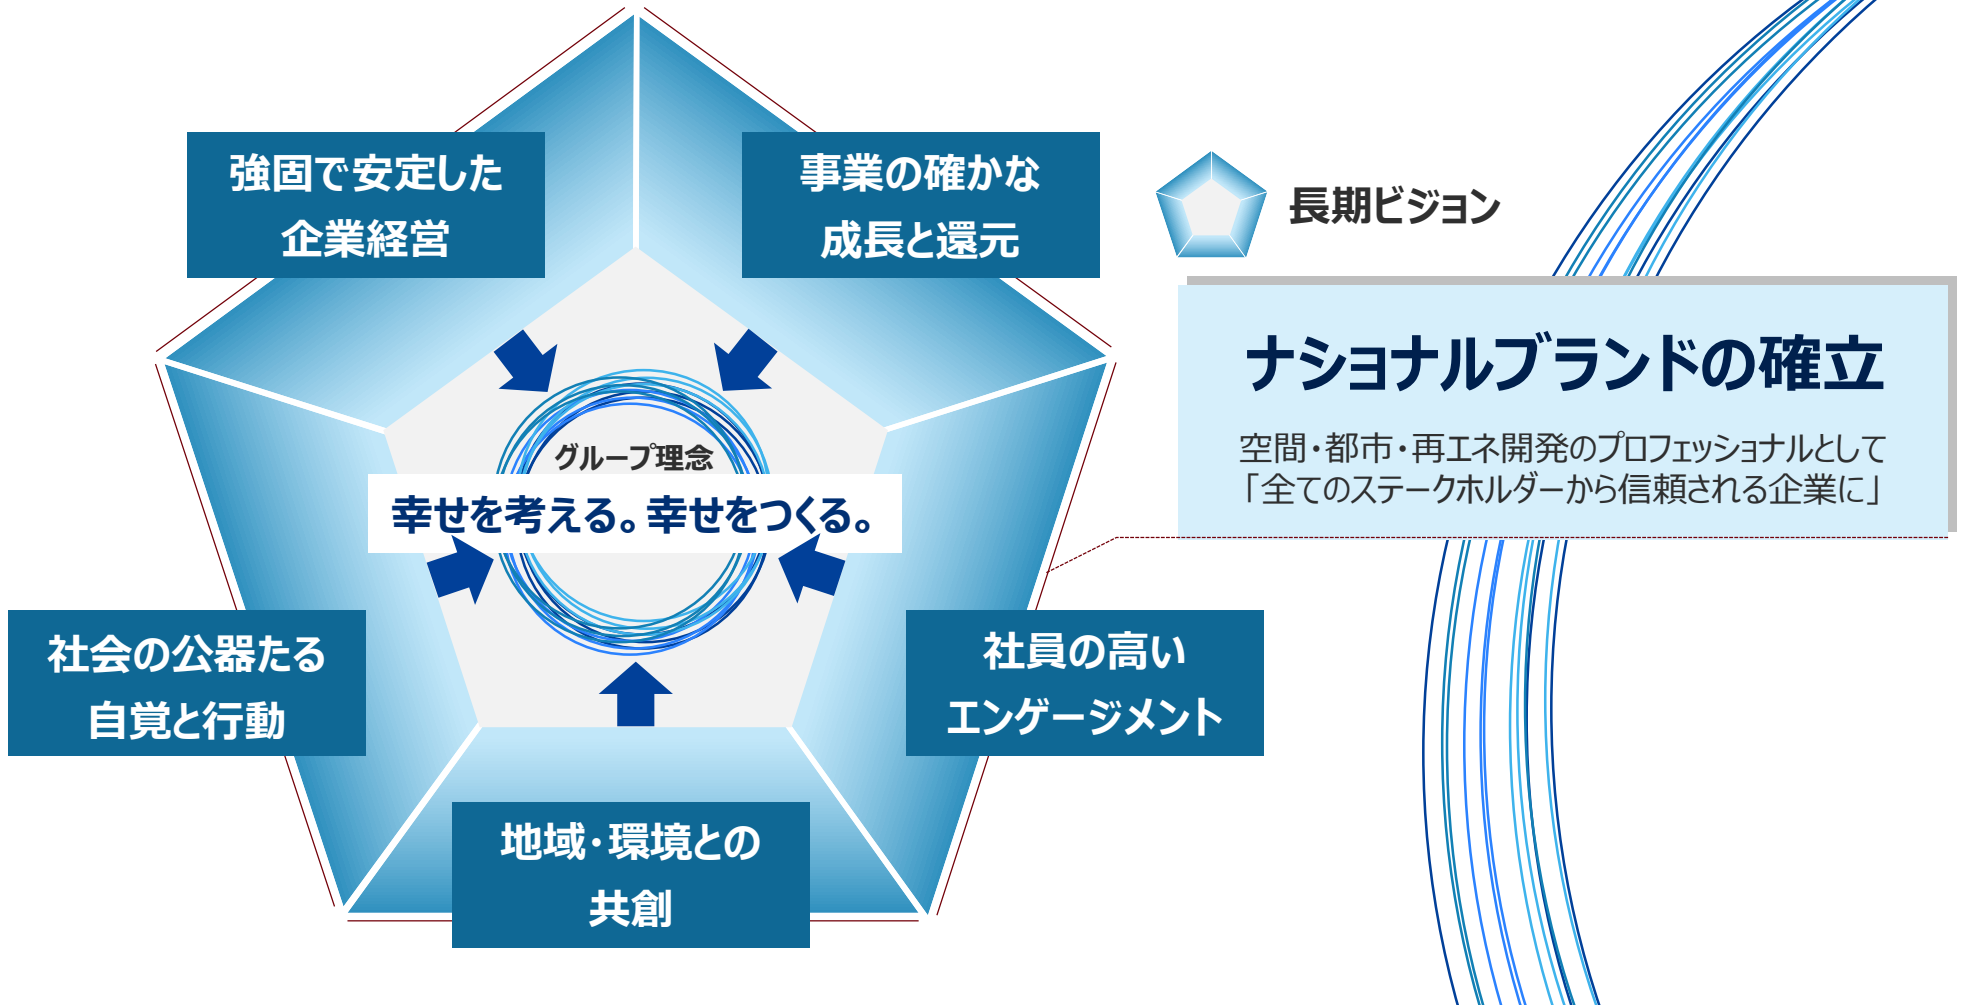 強固で安定した
企業経営
事業の確かな
成長と還元
グループ理念
幸せを考える。幸せをつくる。
社会の公器たる
自覚と行動
社員の高い
エンゲージメント
地域・環境との
共創
長期ビジョン
ナショナルブランドの確立
空間・都市・再エネ開発のプロフェッショナルとして
「全てのステークホルダーから信頼される企業に」